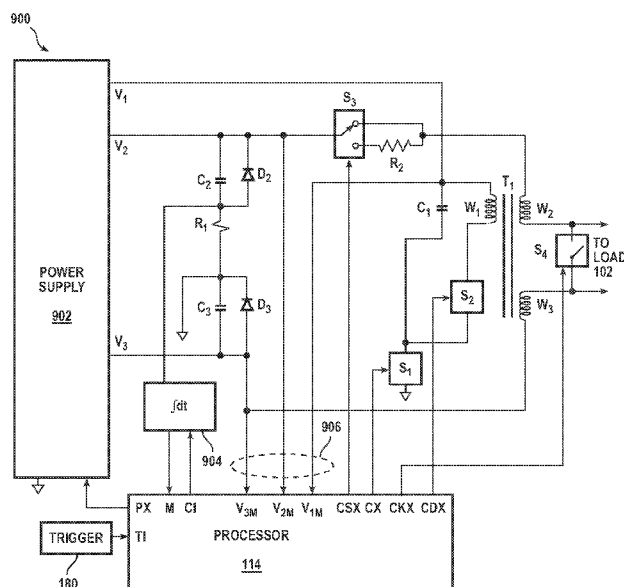 900
V1
S3
V2
R2
C2
D2
T1
R1
C1
W1
W2
S4
TO
LOAD
102
POWER
SUPPLY
902
C3
D3
S2
W3
V3
S1
∫dt
904
906
PX M CI V3M V2M V1M CSX CX CKX CDX
TRIGGER
TI
PROCESSOR
180
114